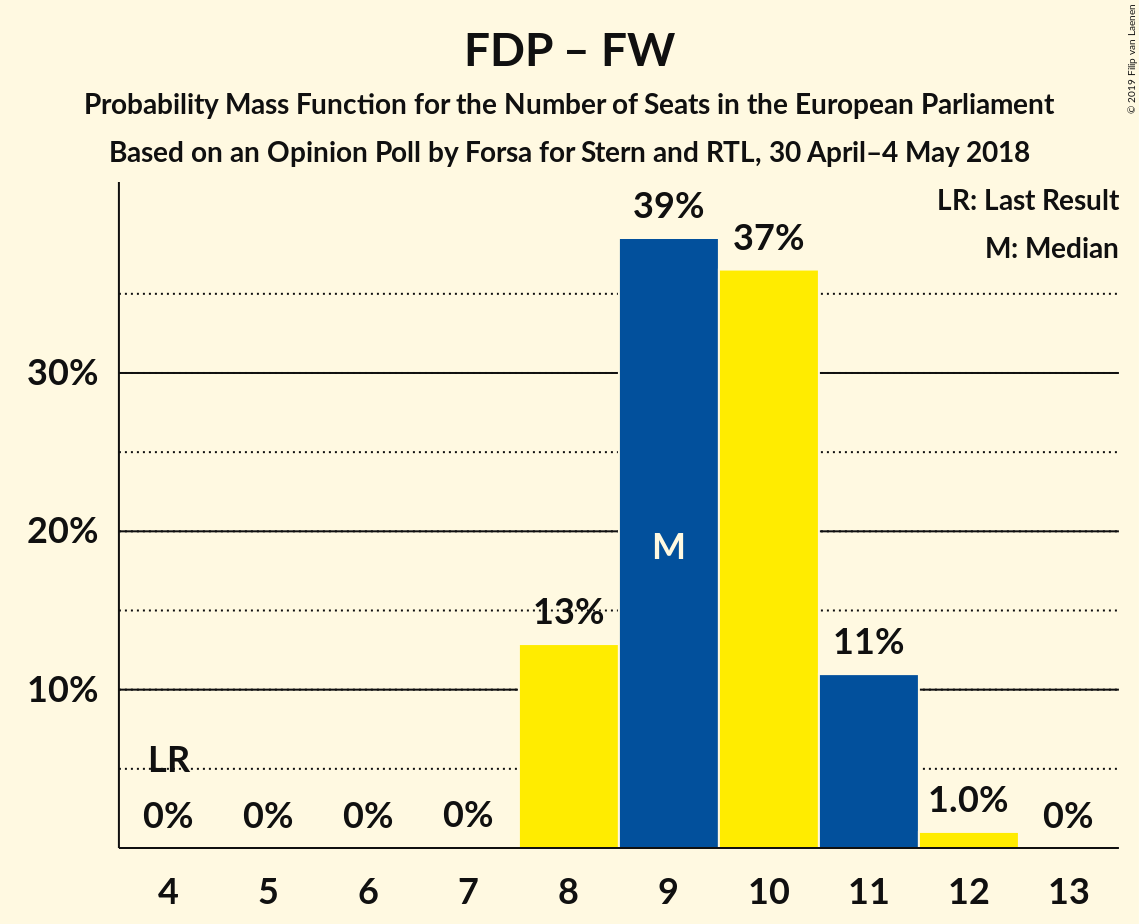 FDP – FW
Probability Mass Function for the Number of Seats in the European Parliament
Based on an Opinion Poll by Forsa for Stern and RTL, 30 April–4 May 2018
© 2019 Filip van Laenen
LR: Last Result
M: Median
39%
37%
30%
20%
M
13%
11%
10%
LR
0%
0%
0%
0%
1.0%
0%
4 5 6 7 8 9 10 11 12 13